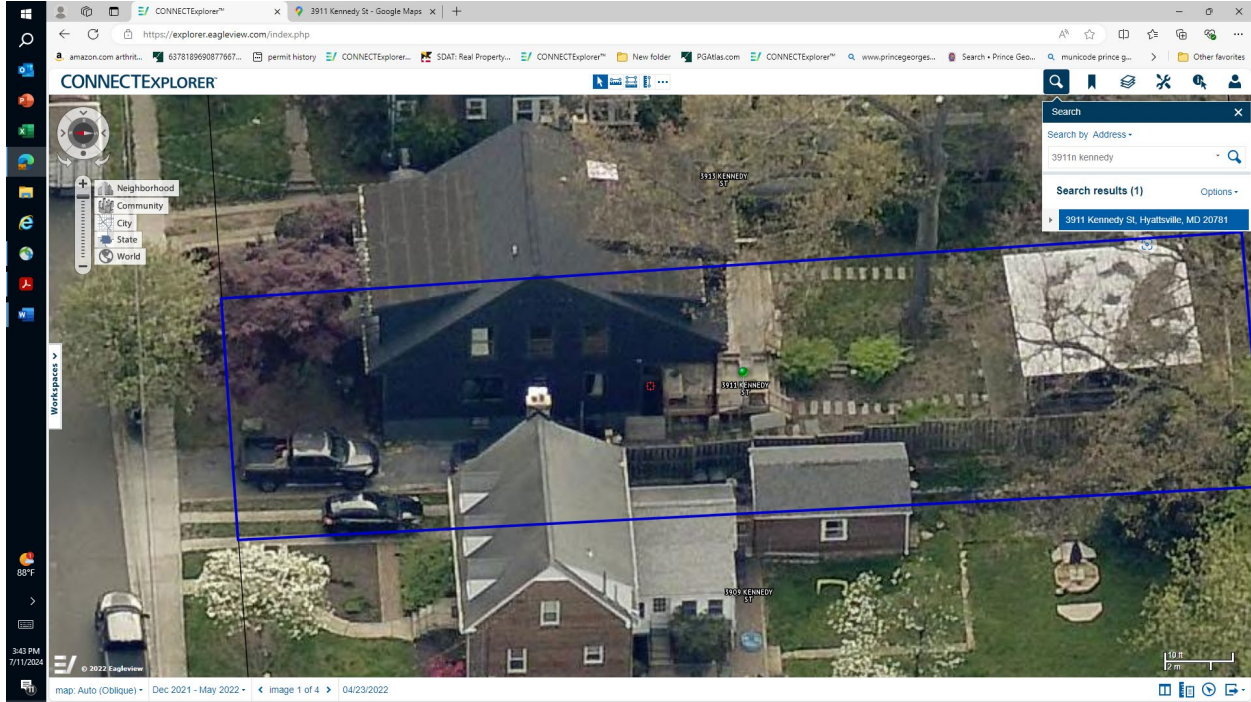 CONNECTExplorer™
3911 Kennedy St - Google Maps
https://explorer.eagleview.com/index.php
amazon.com arthrit...
6378189690877667...
permit history
CONNECTExplorer...
SDAT: Real Property...
CONNECTExplorer™
New folder
PGAtlas.com
CONNECTExplorer™
www.princegeorges...
Search • Prince Geo...
municode prince g...
Other favorites
CONNECTEXPLORER™
Search
Search by Address
3911n kennedy
Search results (1)
Options
3911 Kennedy St, Hyattsville, MD 20781
Neighborhood
Community
City
State
World
3913 KENNEDY
ST
Workspaces
3911 KENNEDY
ST
3909 KENNEDY
ST
88°F
3:43 PM
7/11/2024
© 2022 Eagleview
10 ft
2 m
map: Auto (Oblique)
Dec 2021 - May 2022
image 1 of 4
04/23/2022